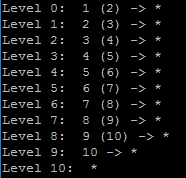 Level 0:  1 (2) -> *
Level 1:  2 (3) -> *
Level 2:  3 (4) -> *
Level 3:  4 (5) -> *
Level 4:  5 (6) -> *
Level 5:  6 (7) -> *
Level 6:  7 (8) -> *
Level 7:  8 (9) -> *
Level 8:  9 (10) -> *
Level 9:  10 -> *
Level 10:  *